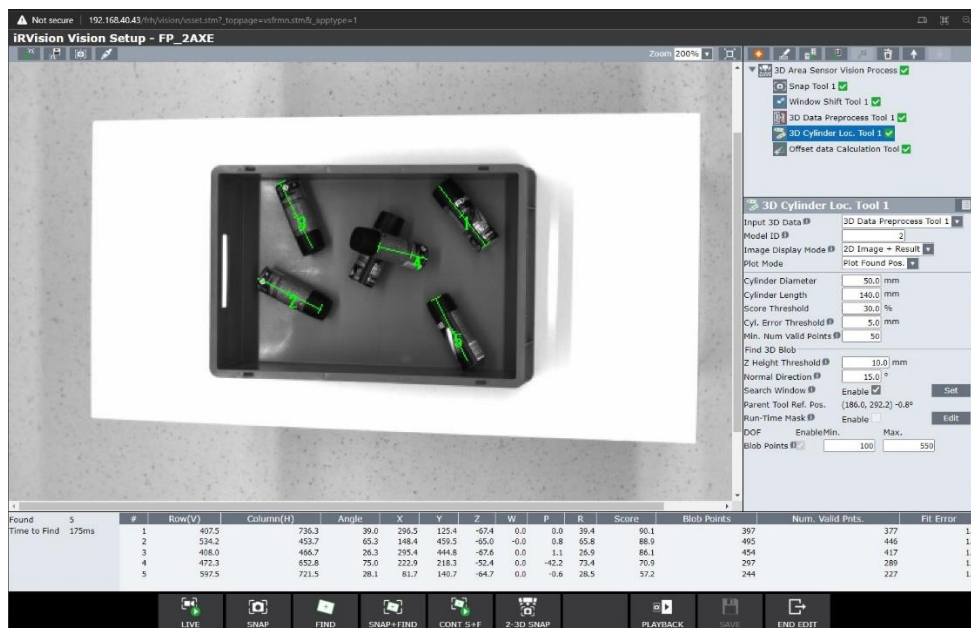 Not secure 192.168.40.43/frh/vision/vsset.stm?_toppage=vsfrmn.stm&_apptype=1
iRVision Vision Setup - FP_2AXE
Zoom 200%
3D Area Sensor Vision Process
Snap Tool 1
Window Shift Tool 1
3D Data Preprocess Tool 1
3D Cylinder Loc. Tool 1
Offset data Calculation Tool
3D Cylinder Loc. Tool 1
Input 3D Data 3D Data Preprocess Tool 1
Model ID 2
Image Display Mode 2D Image + Result
Plot Mode Plot Found Pos.
Cylinder Diameter 50.0 mm
Cylinder Length 140.0 mm
Score Threshold 30.0 %
Cyl. Error Threshold 5.0 mm
Min. Num Valid Points 50
Find 3D Blob
Z Height Threshold 10.0 mm
Normal Direction 15.0 °
Search Window Enable Set
Parent Tool Ref. Pos. (186.0, 292.2) -0.8°
Run-Time Mask Enable Edit
DOF EnableMin. Max.
Blob Points 100 550
3
1
4
2
5
Found 5
Time to Find 175ms
# Row(V) Column(H) Angle X Y Z W P R Score Blob Points Num. Valid Pnts. Fit Error
1 407.5 736.3 39.0 296.5 125.4 -67.4 0.0 0.0 39.4 90.1 397 377 1.
2 534.2 453.7 65.3 148.4 459.5 -65.0 -0.0 0.8 65.8 88.9 495 446 1.
3 408.0 466.7 26.3 295.4 444.8 -67.6 0.0 1.1 26.9 86.1 454 417 1.
4 472.3 652.8 75.0 222.9 218.3 -52.4 0.0 -42.2 73.4 70.9 297 289 1.
5 597.5 721.5 28.1 81.7 140.7 -64.7 0.0 -0.6 28.5 57.2 244 227 1.
LIVE SNAP FIND SNAP+FIND CONT S+F 2-3D SNAP PLAYBACK SAVE END EDIT